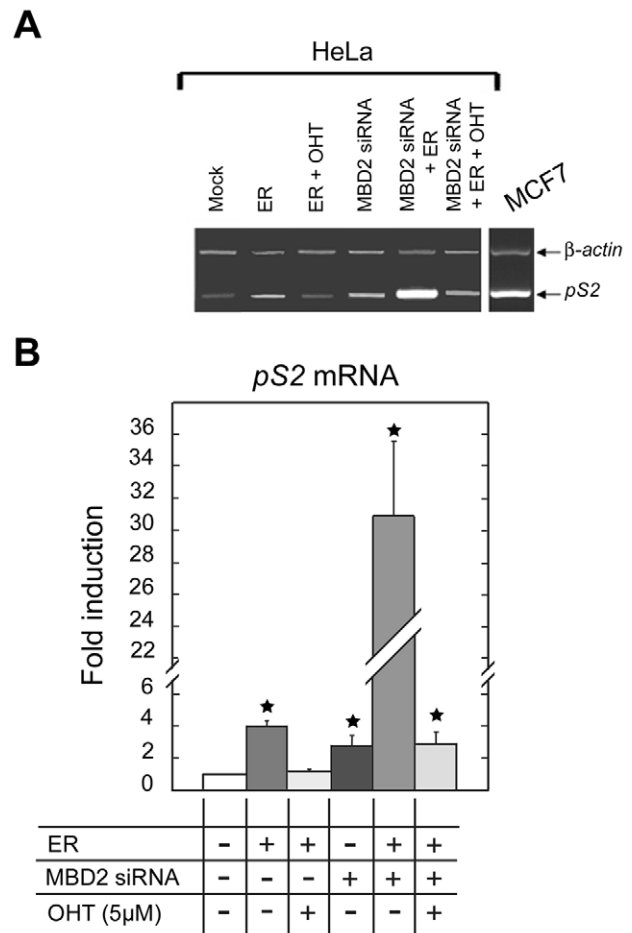 A
HeLa
Mock
ER
ER + OHT
MBD2 siRNA
MBD2 siRNA
+ ER
MBD2 siRNA
+ ER + OHT
MCF7
β-actin
pS2
B
pS2 mRNA
Fold induction
36
34
32
30
28
26
24
22
6
4
2
0
ER - + + - + +
MBD2 siRNA - - - + + +
OHT (5µM) - - + - - +